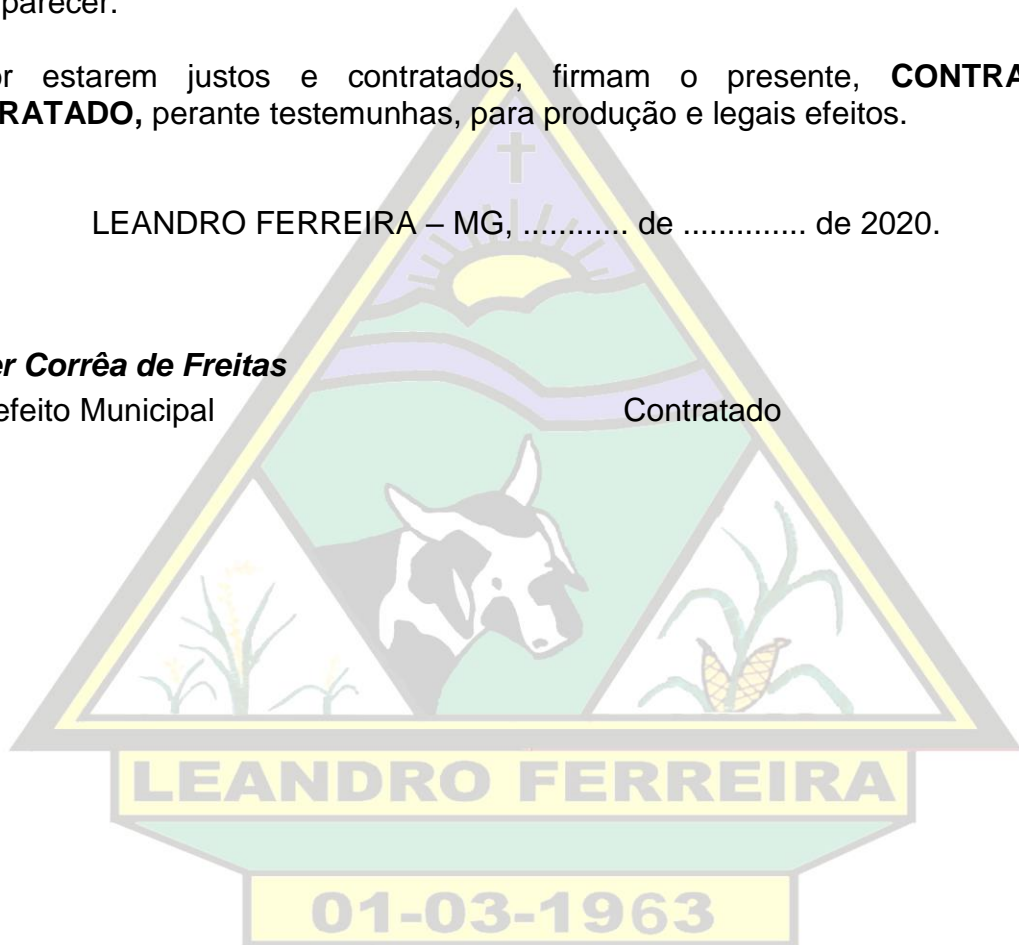 parecer.
or estarem justos e contratados, firmam o presente, CONTRA
RATADO, perante testemunhas, para produção e legais efeitos.
LEANDRO FERREIRA – MG, ............ de .............. de 2020.
er Corrêa de Freitas
efeito Municipal Contratado
LEANDRO FERREIRA
01-03-1963